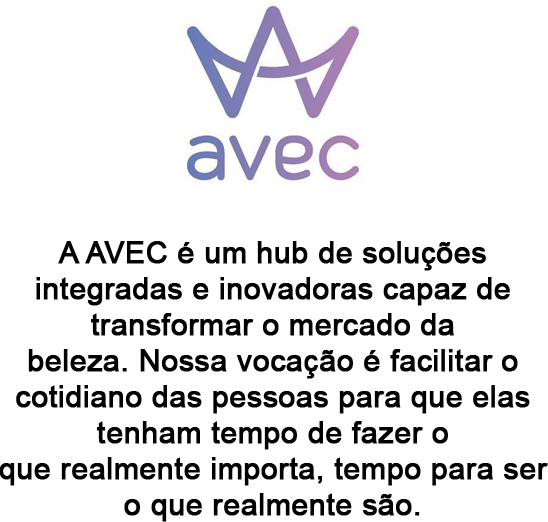 avec
A AVEC é um hub de soluções
integradas e inovadoras capaz de
transformar o mercado da
beleza. Nossa vocação é facilitar o
cotidiano das pessoas para que elas
tenham tempo de fazer o
que realmente importa, tempo para ser
o que realmente são.